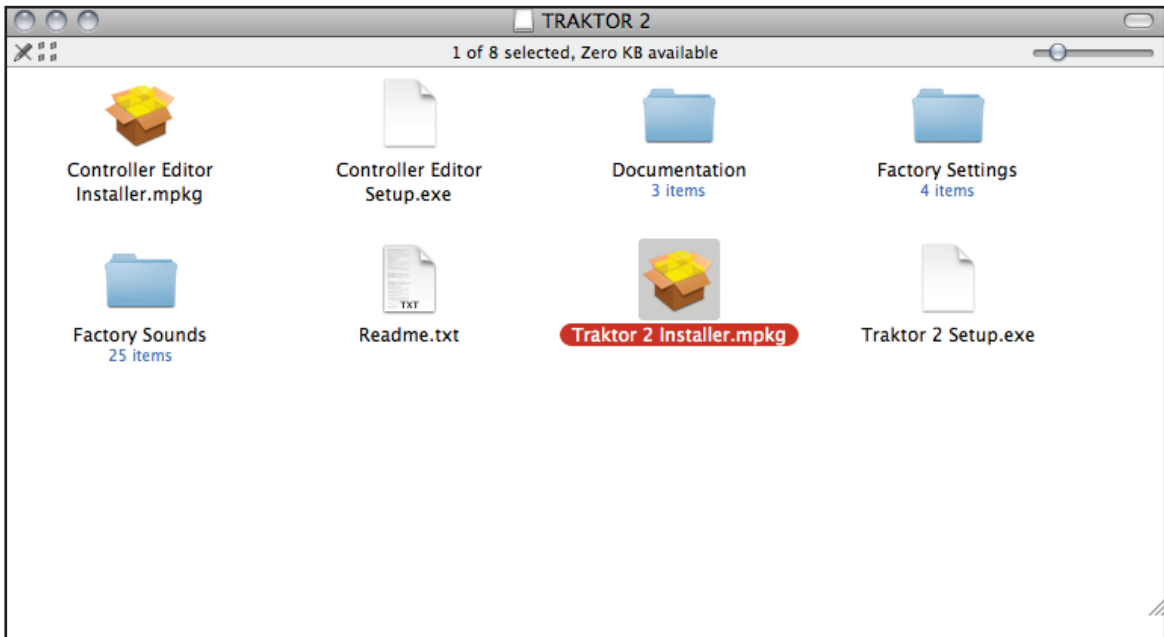 TRAKTOR 2
1 of 8 selected, Zero KB available
Controller Editor
Installer.mpkg
Controller Editor
Setup.exe
Documentation
3 items
Factory Settings
4 items
Factory Sounds
25 items
TXT
Readme.txt
Traktor 2 Installer.mpkg
Traktor 2 Setup.exe